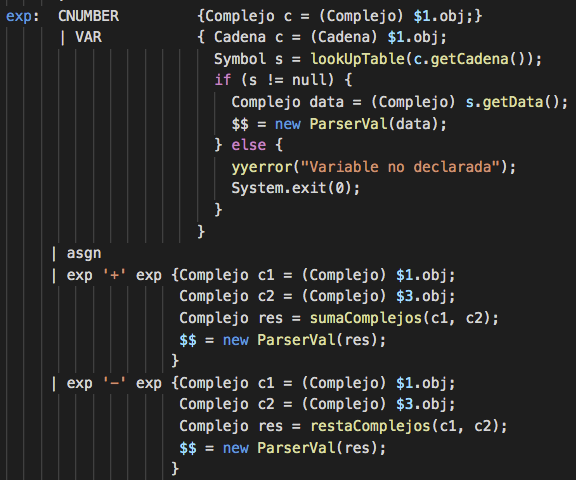 exp:  CNUMBER         {Complejo c = (Complejo) $1.obj;}
| VAR           { Cadena c = (Cadena) $1.obj;
Symbol s = lookUpTable(c.getCadena());
if (s != null) {
Complejo data = (Complejo) s.getData();
$$ = new ParserVal(data);
} else {
yyerror("Variable no declarada");
System.exit(0);
}
}
| asgn
| exp '+' exp {Complejo c1 = (Complejo) $1.obj;
Complejo c2 = (Complejo) $3.obj;
Complejo res = sumaComplejos(c1, c2);
$$ = new ParserVal(res);
}
| exp '-' exp {Complejo c1 = (Complejo) $1.obj;
Complejo c2 = (Complejo) $3.obj;
Complejo res = restaComplejos(c1, c2);
$$ = new ParserVal(res);
}